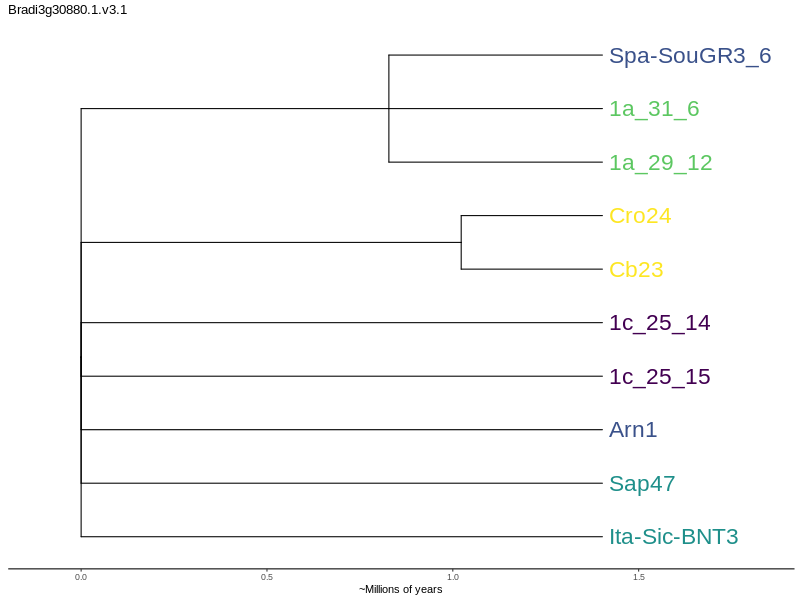 Bradi3g30880.1.v3.1
Spa-SouGR3_6
1a_31_6
1a_29_12
Cro24
Cb23
1c_25_14
1c_25_15
Arn1
Sap47
Ita-Sic-BNT3
0.0 0.5 1.0 1.5
~Millions of years